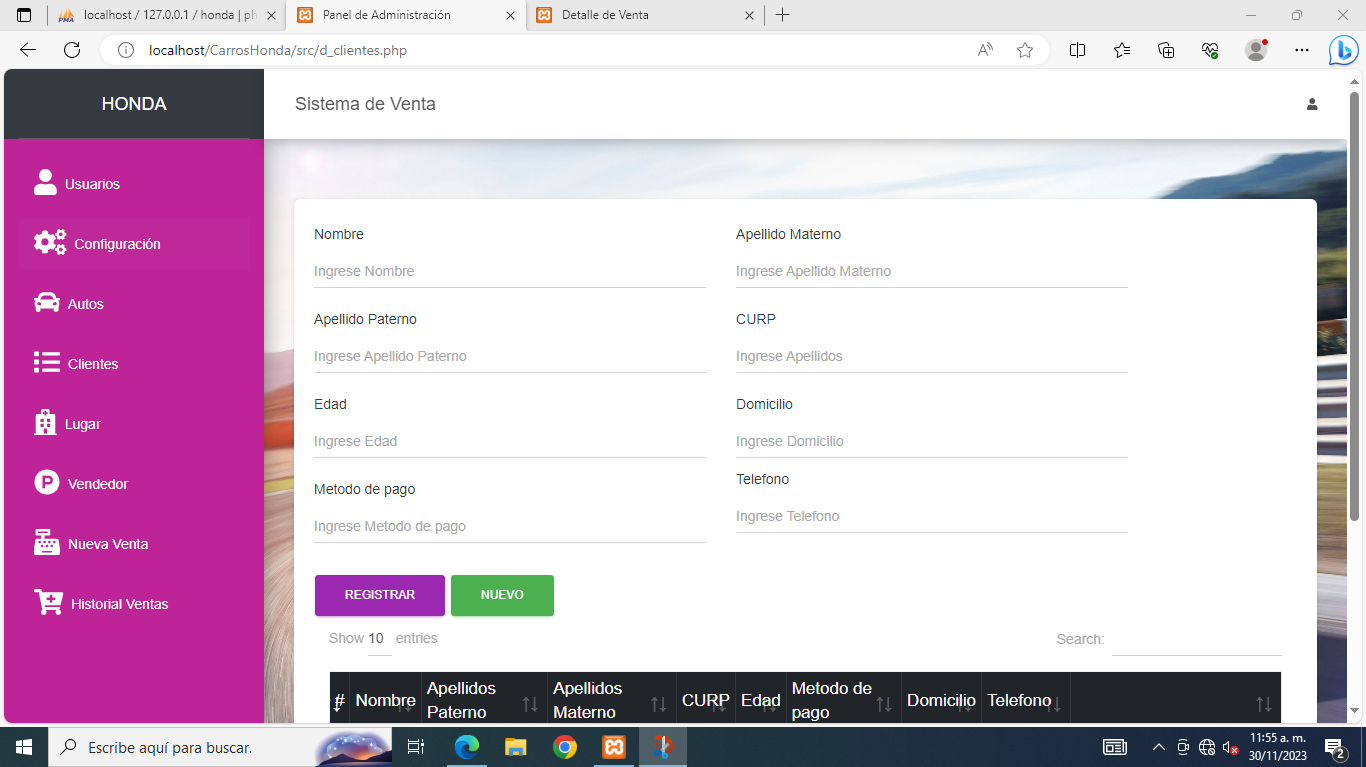 localhost / 127.0.0.1 / honda | ph
Panel de Administración
Detalle de Venta
localhost/CarrosHonda/src/d_clientes.php
HONDA
Sistema de Venta
Usuarios
Configuración
Autos
Clientes
Lugar
Vendedor
Nueva Venta
Historial Ventas
Nombre
Ingrese Nombre
Apellido Materno
Ingrese Apellido Materno
Apellido Paterno
Ingrese Apellido Paterno
CURP
Ingrese Apellidos
Edad
Ingrese Edad
Domicilio
Ingrese Domicilio
Metodo de pago
Ingrese Metodo de pago
Telefono
Ingrese Telefono
REGISTRAR NUEVO
Show 10 entries
Search:
# Nombre Apellidos Paterno Apellidos Materno CURP Edad Metodo de pago Domicilio Telefono
Escribe aquí para buscar.
11:55 a. m.
30/11/2023
2